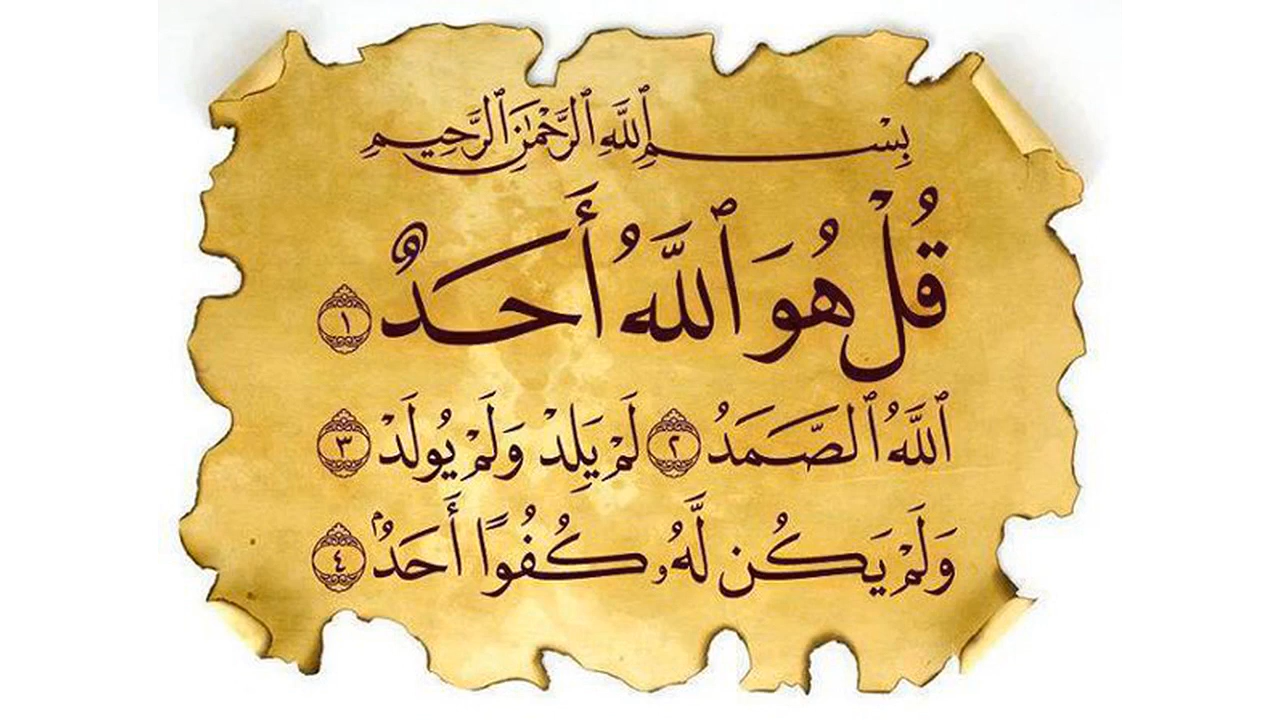 بِسْمِ ٱللَّهِ ٱلرَّحْمَٰنِ ٱلرَّحِيمِ
قُلْ هُوَ ٱللَّهُ أَحَدٌ ١
ٱللَّهُ ٱلصَّمَدُ ٢ لَمْ يَلِدْ وَلَمْ يُولَدْ ٣
وَلَمْ يَكُن لَّهُۥ كُفُوًا أَحَدُۢ ٤